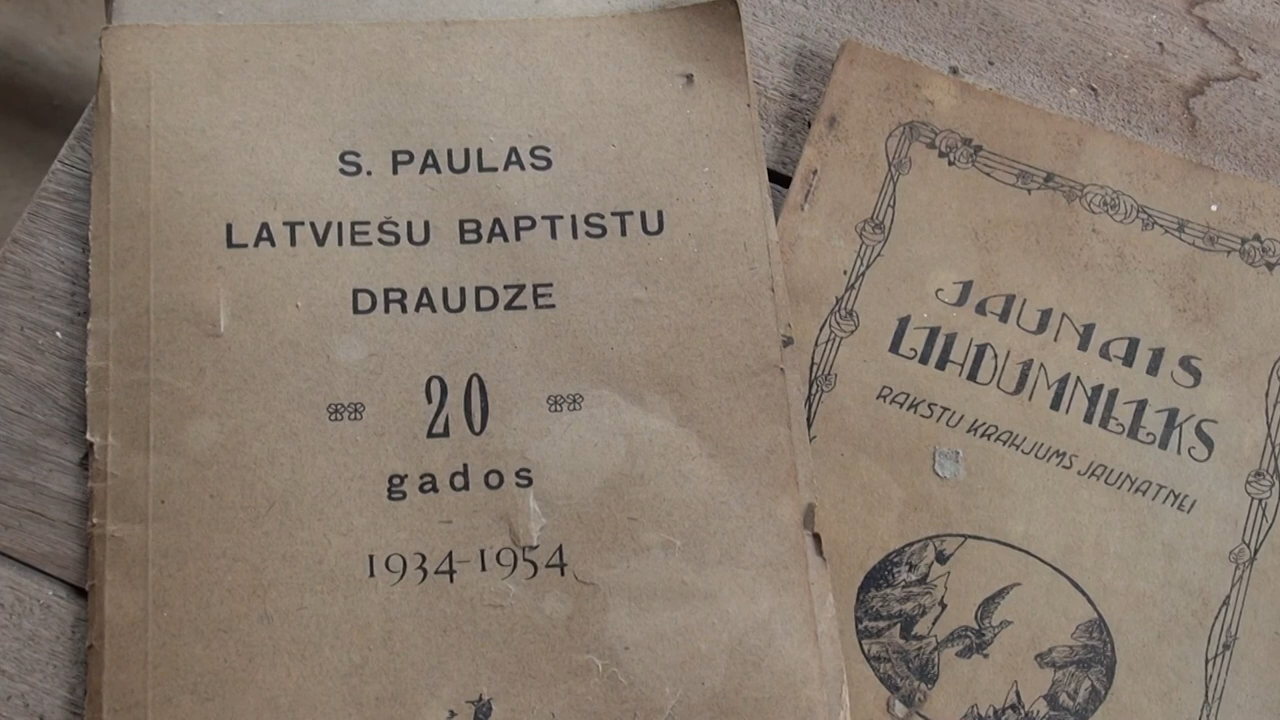 S. PAULAS
LATVIEŠU BAPTISTU
DRAUDZE
20
gados
1934-1954
JAUNAIS
LIHDUMNEEKS
RAKSTU KRAHJUMS JAUNATNEI